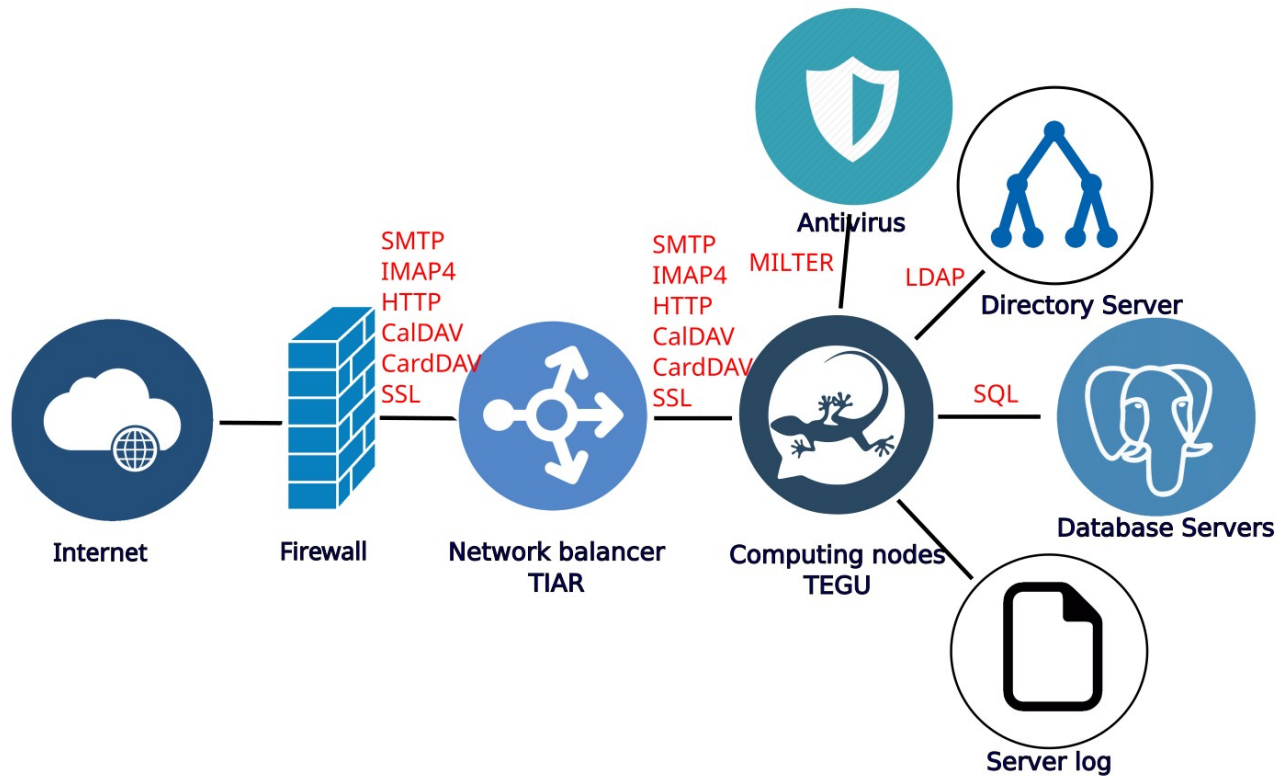 SMTP
IMAP4
HTTP
CalDAV
CardDAV
SSL
SMTP
IMAP4
HTTP
CalDAV
CardDAV
SSL
Antivirus
MILTER
LDAP
Directory Server
SQL
Database Servers
Internet
Firewall
Network balancer
TIAR
Computing nodes
TEGU
Server log